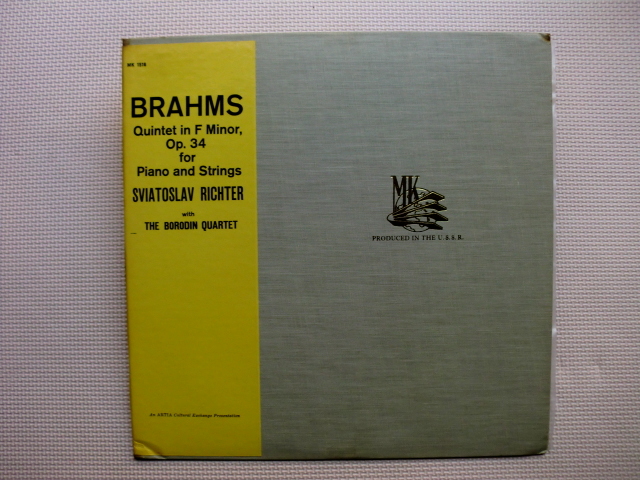 MK 1516
BRAHMS
Quintet in F Minor,
Op. 34
for
Piano and Strings
SVIATOSLAV RICHTER
with
THE BORODIN QUARTET
MK
PRODUCED IN THE U.S.S.R.
An ARTIA Cultural Exchange Presentation